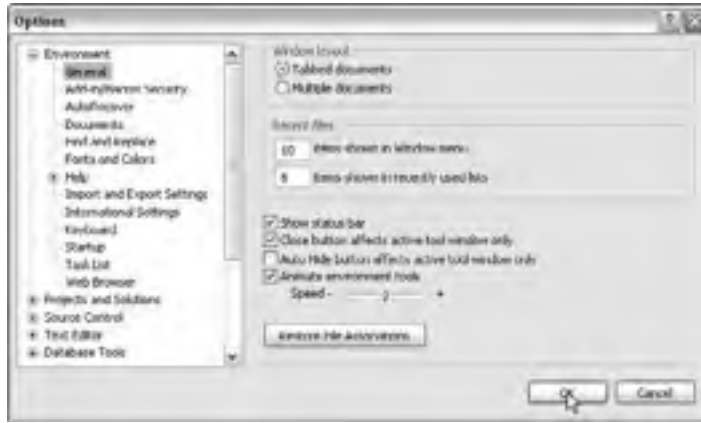 Options
Environment
General
Add-in/Macros Security
AutoRecover
Documents
Find and Replace
Fonts and Colors
Help
Import and Export Settings
International Settings
Keyboard
Startup
Task List
Web Browser
Projects and Solutions
Source Control
Text Editor
Database Tools
Window layout
Tabbed documents
Multiple documents
Recent files
10 items shown in Window menu
6 items shown in recently used lists
Show status bar
Close button affects active tool window only
Auto Hide button affects active tool window only
Animate environment tools
Speed - +
Restore File Associations
OK Cancel